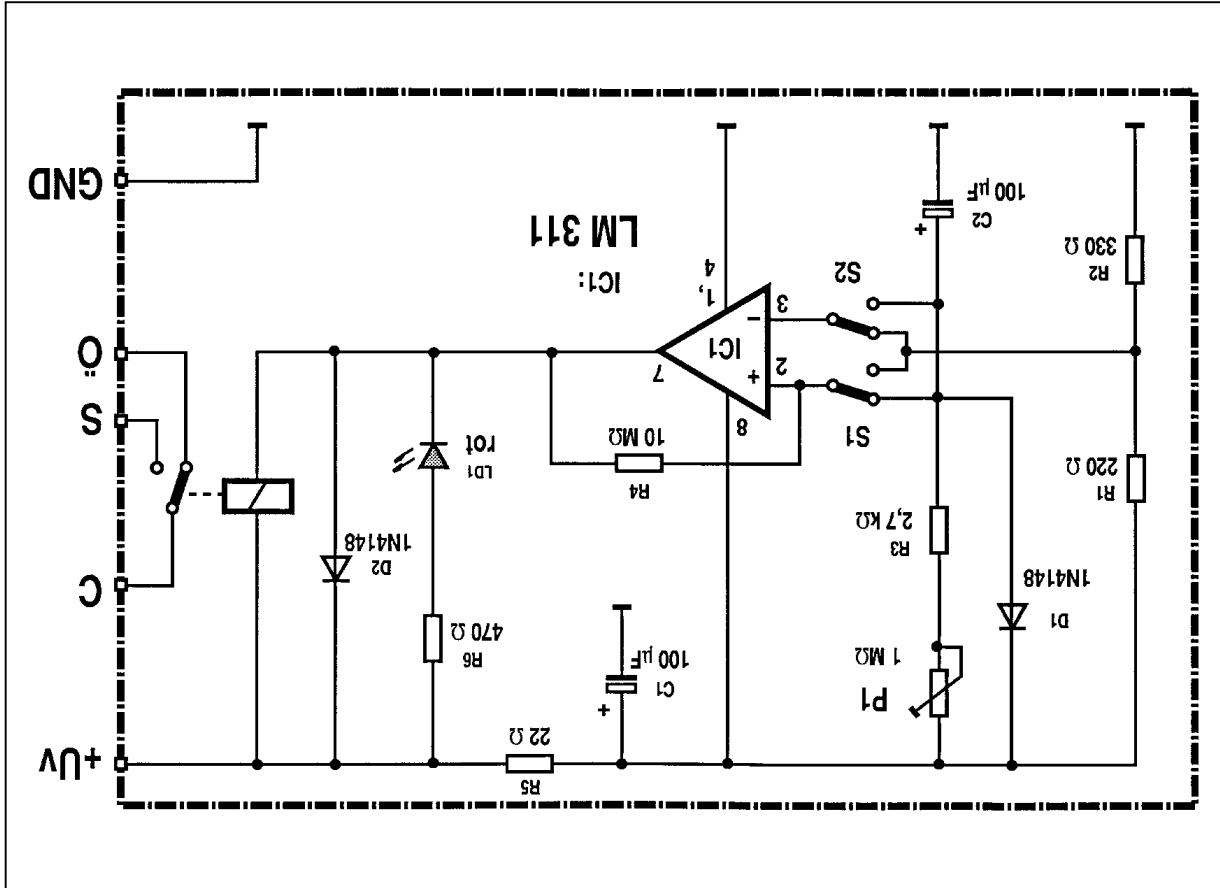 +Uv
C
S
Ö
GND
R5
22 Ω
C1
+
100 µF
R6
470 Ω
D2
1N4148
LD1
rot
R4
10 MΩ
P1
1 MΩ
D1
1N4148
R3
2,7 kΩ
R1
220 Ω
S1
S2
8
2
+
IC1
7
−
3
1,
4
IC1:
LM 311
+
C2
100 µF
R2
330 Ω